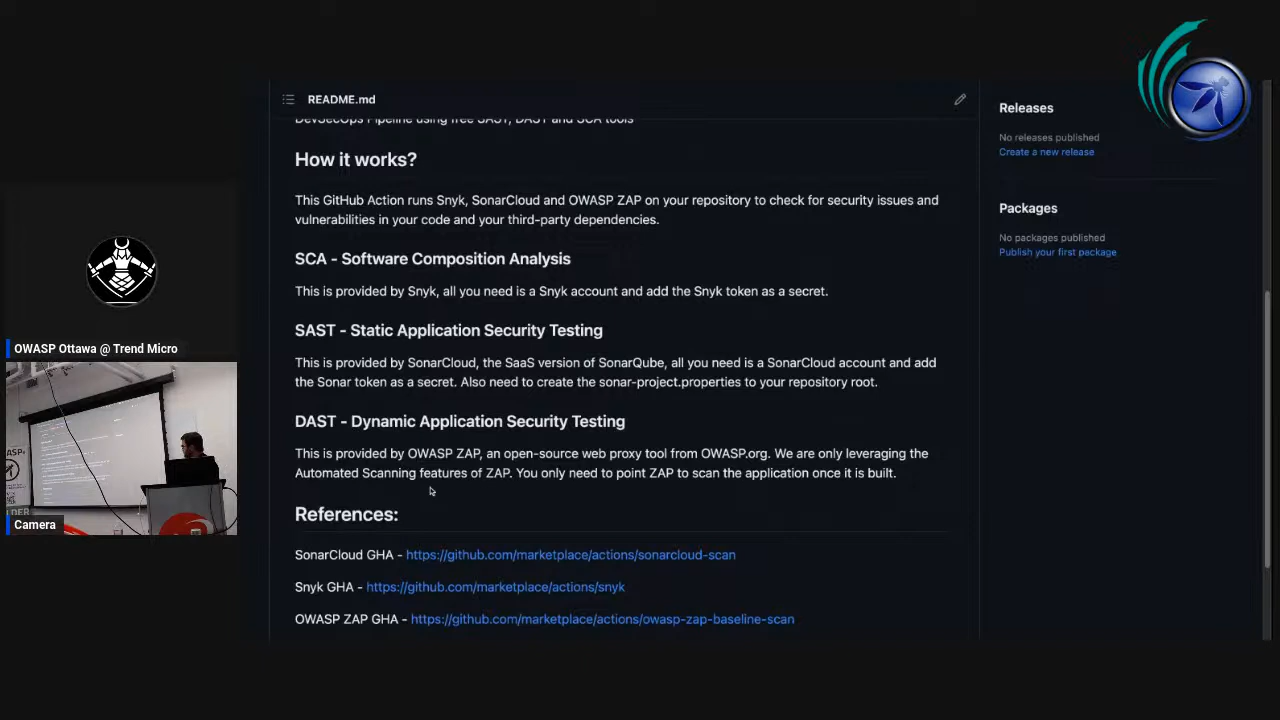 README.md
DevSecOps Pipeline using free SAST, DAST and SCA tools
How it works?
This GitHub Action runs Snyk, SonarCloud and OWASP ZAP on your repository to check for security issues and
vulnerabilities in your code and your third-party dependencies.
SCA - Software Composition Analysis
This is provided by Snyk, all you need is a Snyk account and add the Snyk token as a secret.
SAST - Static Application Security Testing
This is provided by SonarCloud, the SaaS version of SonarQube, all you need is a SonarCloud account and add
the Sonar token as a secret. Also need to create the sonar-project.properties to your repository root.
DAST - Dynamic Application Security Testing
This is provided by OWASP ZAP, an open-source web proxy tool from OWASP.org. We are only leveraging the
Automated Scanning features of ZAP. You only need to point ZAP to scan the application once it is built.
References:
SonarCloud GHA - https://github.com/marketplace/actions/sonarcloud-scan
Snyk GHA - https://github.com/marketplace/actions/snyk
OWASP ZAP GHA - https://github.com/marketplace/actions/owasp-zap-baseline-scan
Releases
No releases published
Create a new release
Packages
No packages published
Publish your first package
OWASP Ottawa @ Trend Micro
Camera